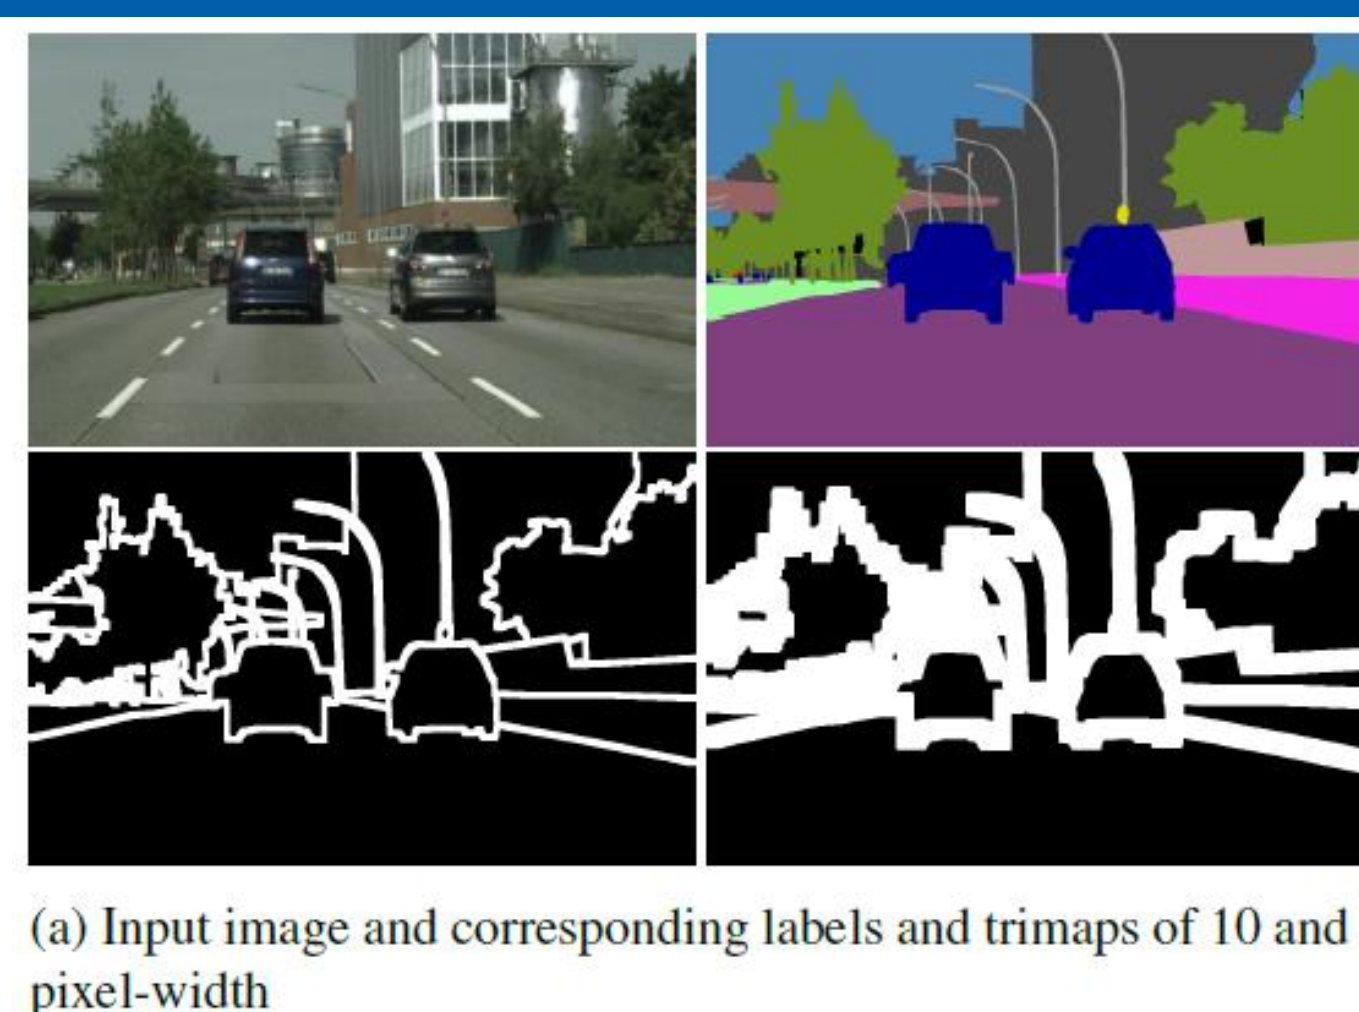 (a) Input image and corresponding labels and trimaps of 10 and
pixel-width